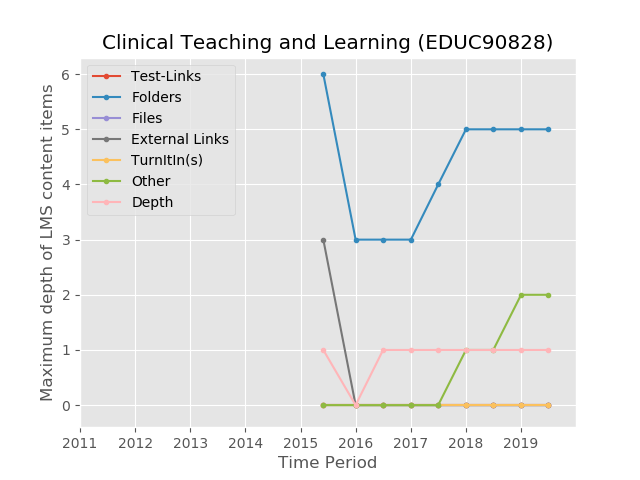 Clinical Teaching and Learning (EDUC90828)
Maximum depth of LMS content items
6
5
4
3
2
1
0
Test-Links
Folders
Files
External Links
TurnItIn(s)
Other
Depth
2011 2012 2013 2014 2015 2016 2017 2018 2019
Time Period